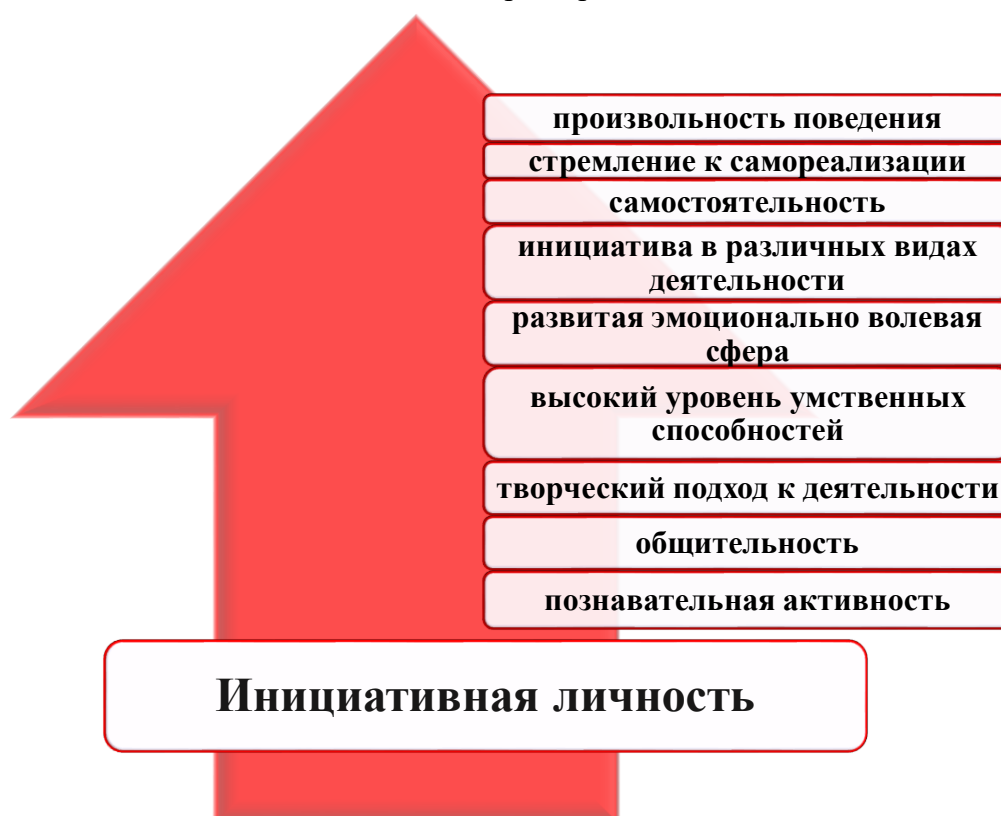 произвольность поведения
стремление к самореализации
самостоятельность
инициатива в различных видах
деятельности
развитая эмоционально волевая
сфера
высокий уровень умственных
способностей
творческий подход к деятельности
общительность
познавательная активность
Инициативная личность